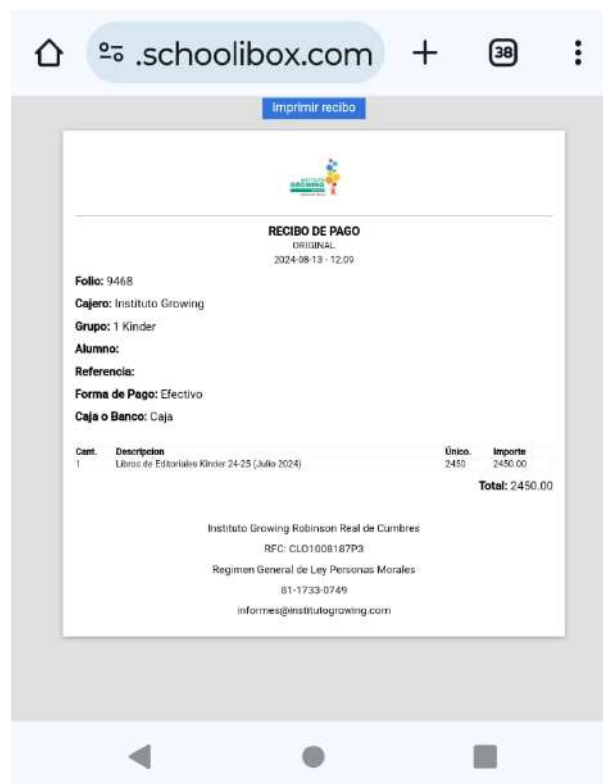 .schoolibox.com
38
Imprimir recibo
INSTITUTO
GROWING
RECIBO DE PAGO
ORIGINAL
2024-08-13 - 12:09
Folio: 9468
Cajero: Instituto Growing
Grupo: 1 Kinder
Alumno:
Referencia:
Forma de Pago: Efectivo
Caja o Banco: Caja
Cant. Descripcion Único. Importe
1 Libros de Editoriales Kinder 24-25 (Julio 2024) 2450 2450.00
Total: 2450.00
Instituto Growing Robinson Real de Cumbres
RFC: CLO1008187P3
Regimen General de Ley Personas Morales
81-1733-0749
informes@institutogrowing.com